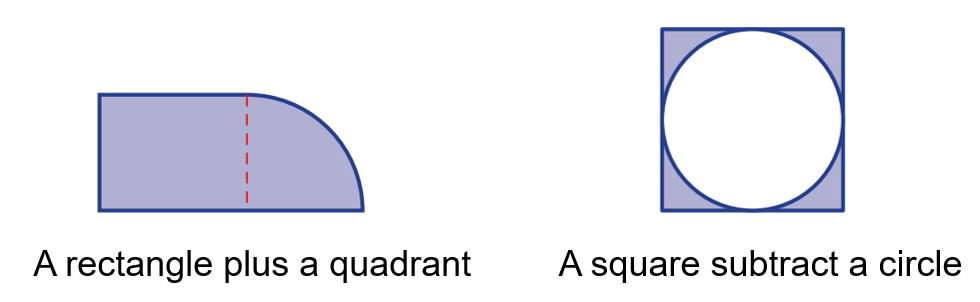 A rectangle plus a quadrant
A square subtract a circle